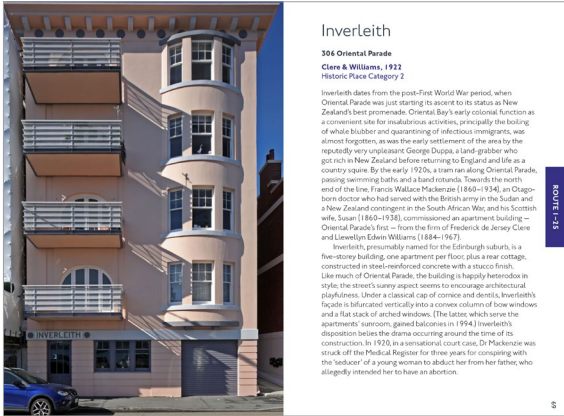 INVERLEITH
Inverleith
306 Oriental Parade
Clere & Williams, 1922
Historic Place Category 2
Inverleith dates from the post-First World War period, when
Oriental Parade was just starting its ascent to its status as New
Zealand's best promenade. Oriental Bay's early colonial function as
a convenient site for insalubrious activities, principally the boiling
of whale blubber and quarantining of infectious immigrants, was
almost forgotten, as was the early settlement of the area by the
reputedly very unpleasant George Duppa, a land-grabber who
got rich in New Zealand before returning to England and life as a
country squire. By the early 1920s, a tram ran along Oriental Parade,
passing swimming baths and a band rotunda. Towards the north
end of the line, Francis Wallace Mackenzie (1860–1934), an Otago-
born doctor who had served with the British army in the Sudan and
a New Zealand contingent in the South African War, and his Scottish
wife, Susan (1860–1938), commissioned an apartment building —
Oriental Parade's first — from the firm of Frederick de Jersey Clere
and Llewellyn Edwin Williams (1884–1967).
Inverleith, presumably named for the Edinburgh suburb, is a
five-storey building, one apartment per floor, plus a rear cottage,
constructed in steel-reinforced concrete with a stucco finish.
Like much of Oriental Parade, the building is happily heterodox in
style; the street's sunny aspect seems to encourage architectural
playfulness. Under a classical cap of cornice and dentils, Inverleith's
façade is bifurcated vertically into a convex column of bow windows
and a flat stack of arched windows. (The latter, which serve the
apartments' sunroom, gained balconies in 1994.) Inverleith's
disposition belies the drama occurring around the time of its
construction. In 1920, in a sensational court case, Dr Mackenzie was
struck off the Medical Register for three years for conspiring with
the 'seducer' of a young woman to abduct her from her father, who
allegedly intended her to have an abortion.
ROUTE 1–25
69